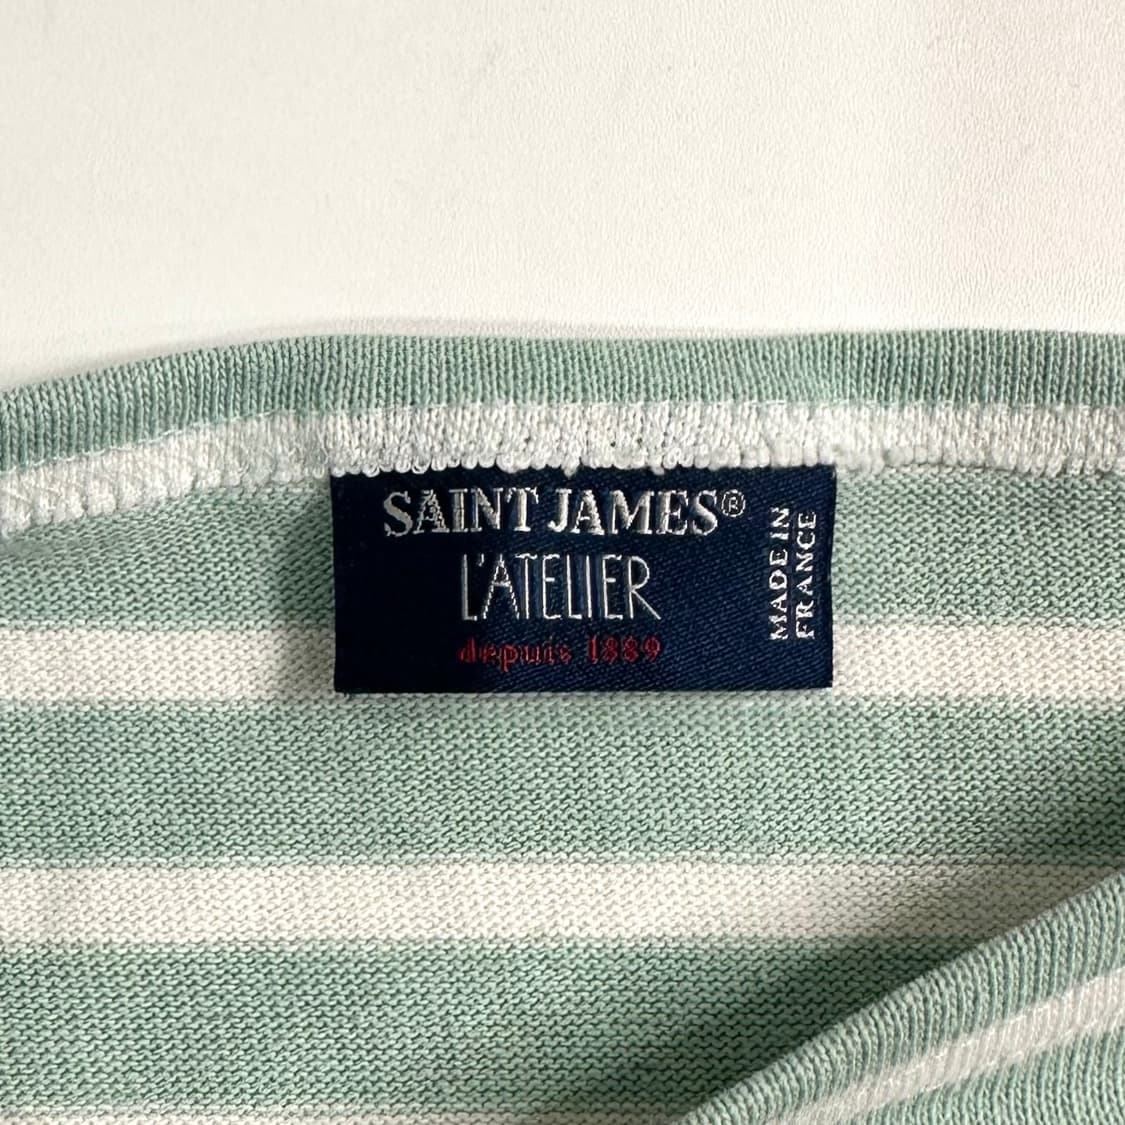 SAINT JAMES®
L'ATELIER
depuis 1889
MADE IN
FRANCE